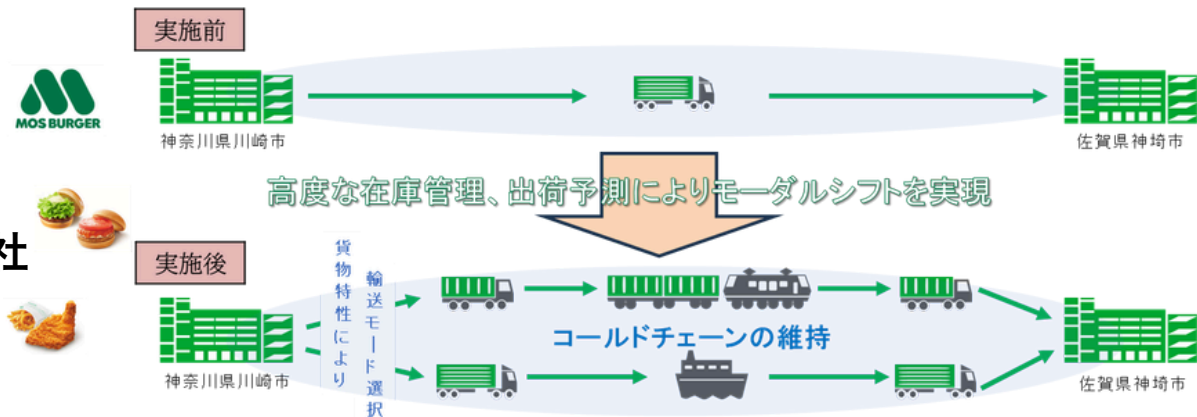 実施前
MOS BURGER
神奈川県川崎市
佐賀県神埼市
高度な在庫管理、出荷予測によりモーダルシフトを実現
社
実施後
貨物特性により
輸送モード選択
コールドチェーンの維持
神奈川県川崎市
佐賀県神埼市